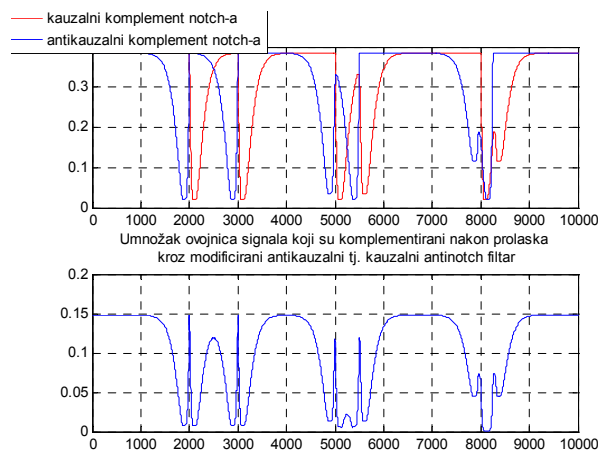 kauzalni komplement notch-a
antikauzalni komplement notch-a
0.3
0.2
0.1
0
0 1000 2000 3000 4000 5000 6000 7000 8000 9000 10000
Umnožak ovojnica signala koji su komplementirani nakon prolaska
kroz modificirani antikauzalni tj. kauzalni antinotch filtar
0.2
0.15
0.1
0.05
0
0 1000 2000 3000 4000 5000 6000 7000 8000 9000 10000